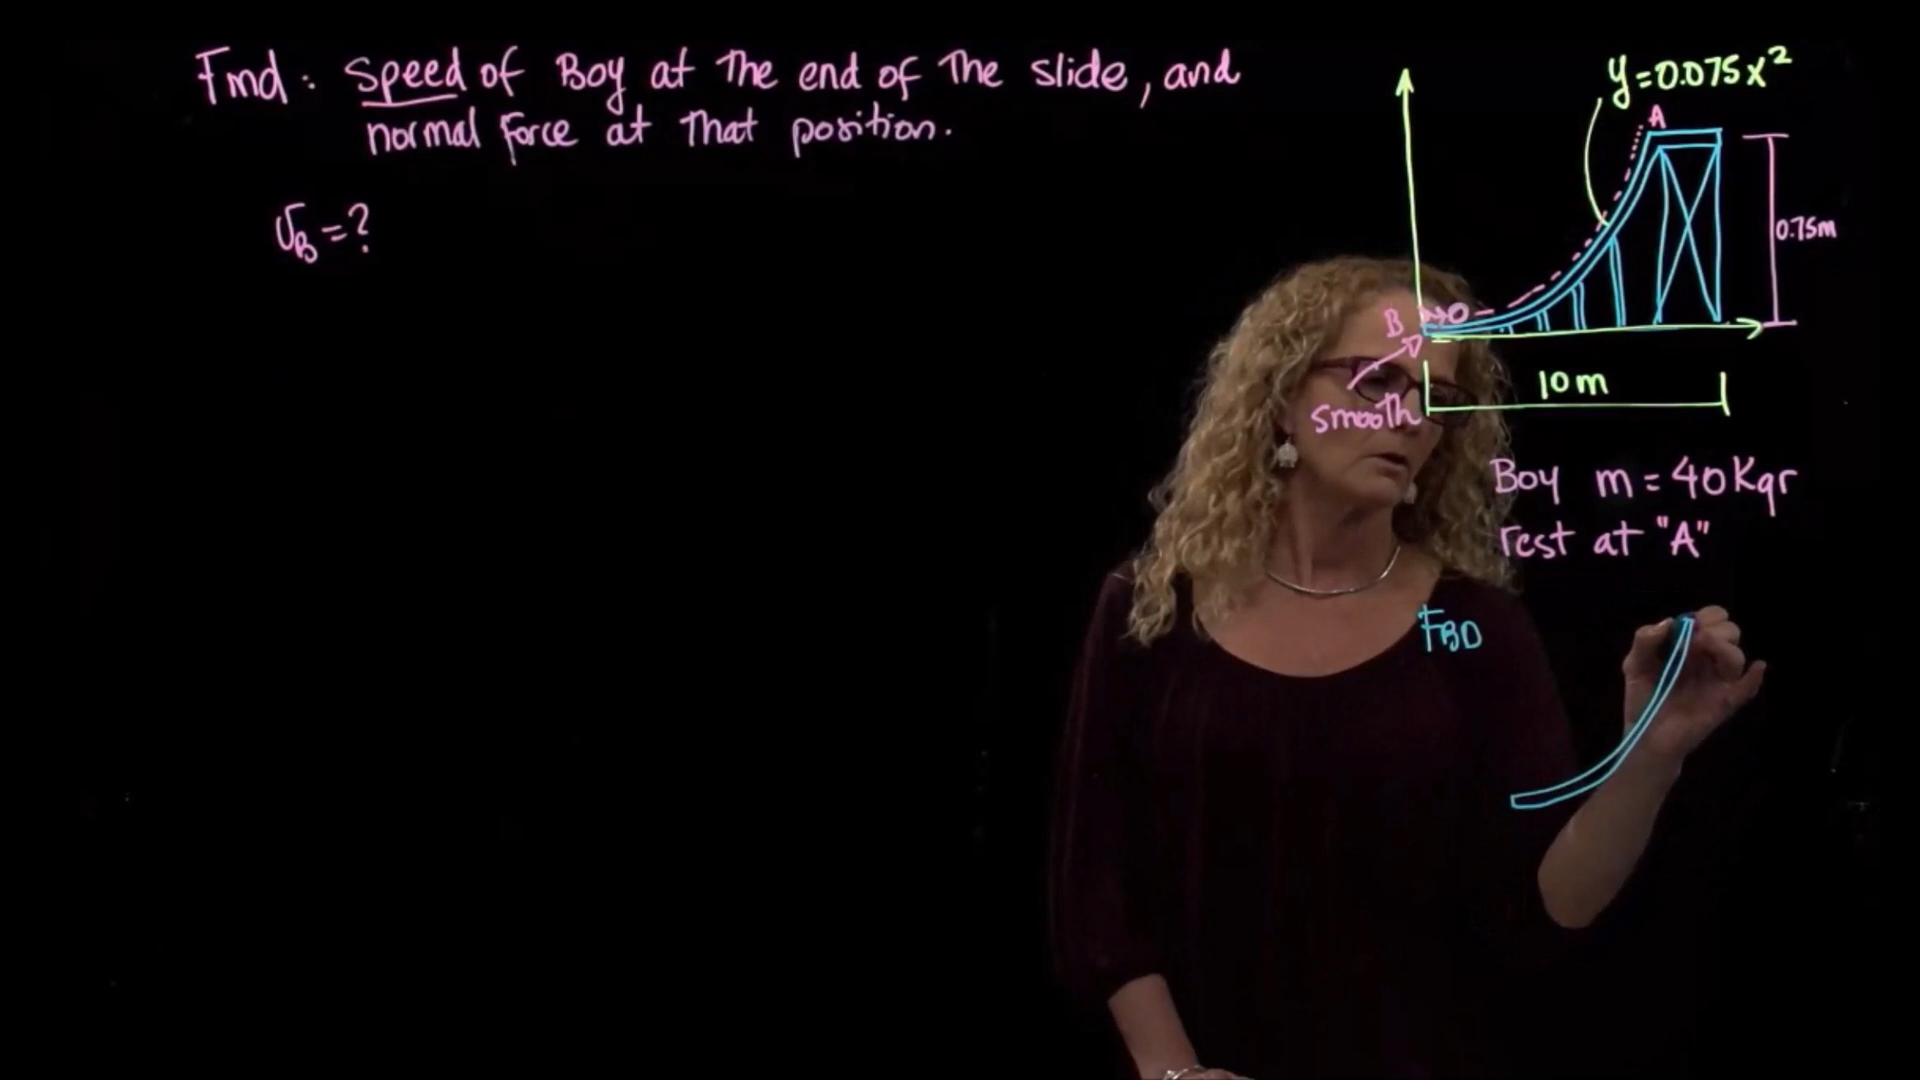 Find: Speed of Boy at the end of the slide, and
normal force at that position.
υB=?
y=0.075x²
A
0.75m
B
smooth
10m
Boy m=40Kgr
rest at "A"
FBD